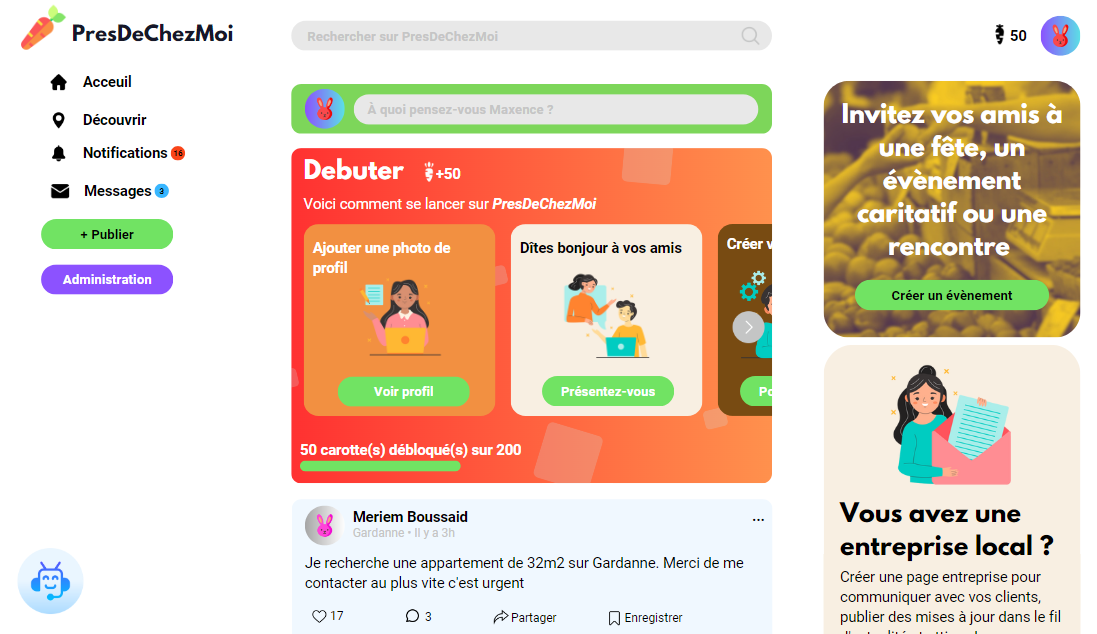 PresDeChezMoi
Rechercher sur PresDeChezMoi
50
Acceuil
Découvrir
Notifications 16
Messages 3
+ Publier
Administration
À quoi pensez-vous Maxence ?
Debuter +50
Voici comment se lancer sur PresDeChezMoi
Ajouter une photo de
profil
Voir profil
Dîtes bonjour à vos amis
Présentez-vous
Créer
50 carotte(s) débloqué(s) sur 200
Meriem Boussaid
Gardanne • Il y a 3h
...
Je recherche une appartement de 32m2 sur Gardanne. Merci de me
contacter au plus vite c'est urgent
17 3 Partager Enregistrer
Invitez vos amis à
une fête, un
évènement
caritatif ou une
rencontre
Créer un évènement
Vous avez une
entreprise local ?
Créer une page entreprise pour
communiquer avec vos clients,
publier des mises à jour dans le fil